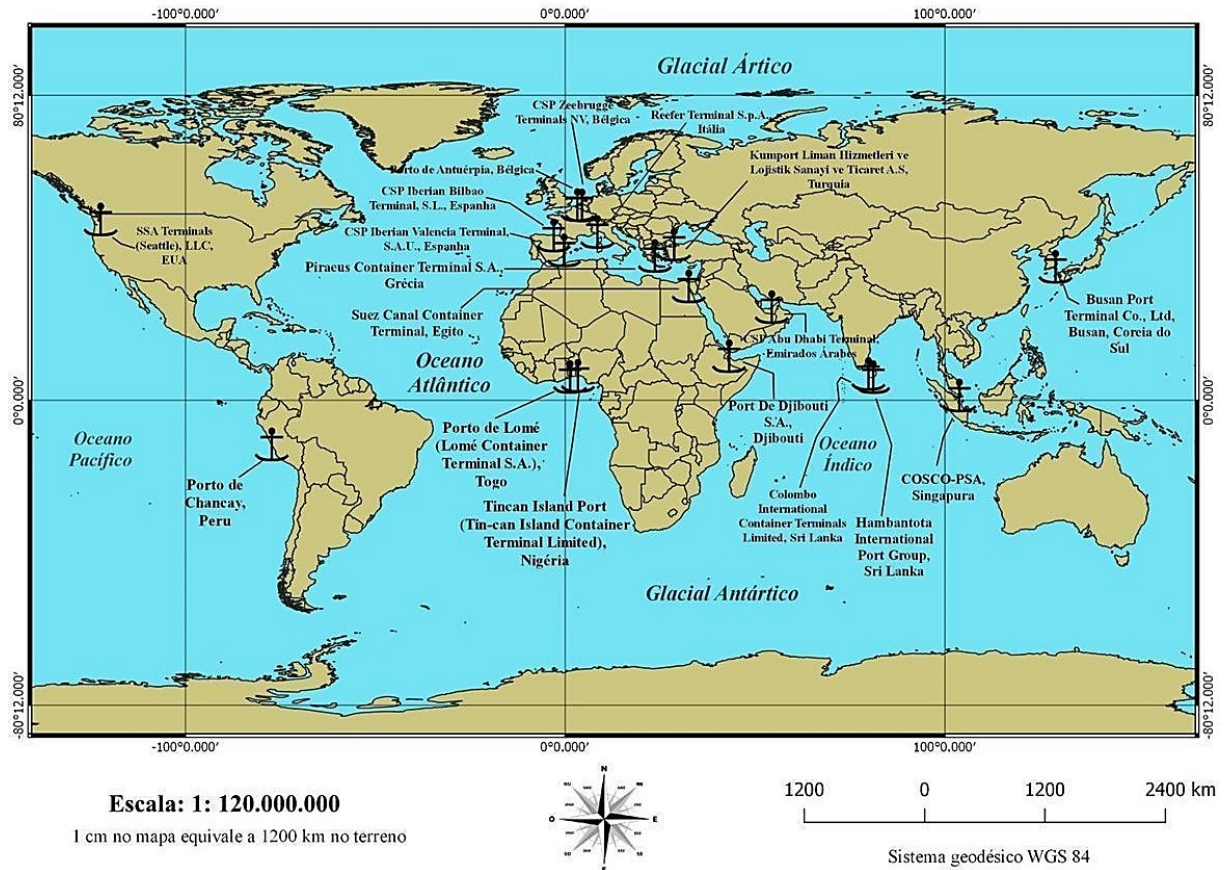 -100°0.000'
0°0.000'
100°0.000'
80°12.000'
80°12.000'
Glacial Ártico
CSP Zeebrugge
Terminals NV, Bélgica
Reefer Terminal S.p.A.
Itália
Porto de Antuérpia, Bélgica
Kumport Liman Hizmetleri ve
Lojistik Sanayi ve Ticaret A.S,
Turquia
CSP Iberian Bilbao
Terminal, S.L., Espanha
SSA Terminals
(Seattle), LLC,
EUA
CSP Iberian Valencia Terminal,
S.A.U., Espanha
Piraeus Container Terminal S.A.,
Grécia
Suez Canal Container
Terminal, Egito
Busan Port
Terminal Co., Ltd,
Busan, Coreia do
Sul
CSP Abu Dhabi Terminal,
Emirados Árabes
Oceano
Atlântico
0°0.000'
0°0.000'
Port De Djibouti
S.A.,
Djibouti
Oceano
Pacífico
Oceano
Índico
Porto de Lomé
(Lomé Container
Terminal S.A.),
Togo
COSCO-PSA,
Singapura
Porto de
Chancay,
Peru
Colombo
International
Container Terminals
Limited, Sri Lanka
Tincan Island Port
(Tin-can Island Container
Terminal Limited),
Nigéria
Hambantota
International
Port Group,
Sri Lanka
Glacial Antártico
-80°12.000'
-80°12.000'
-100°0.000'
0°0.000'
100°0.000'
Escala: 1: 120.000.000
1 cm no mapa equivale a 1200 km no terreno
N
O
E
1200 0 1200 2400 km
Sistema geodésico WGS 84